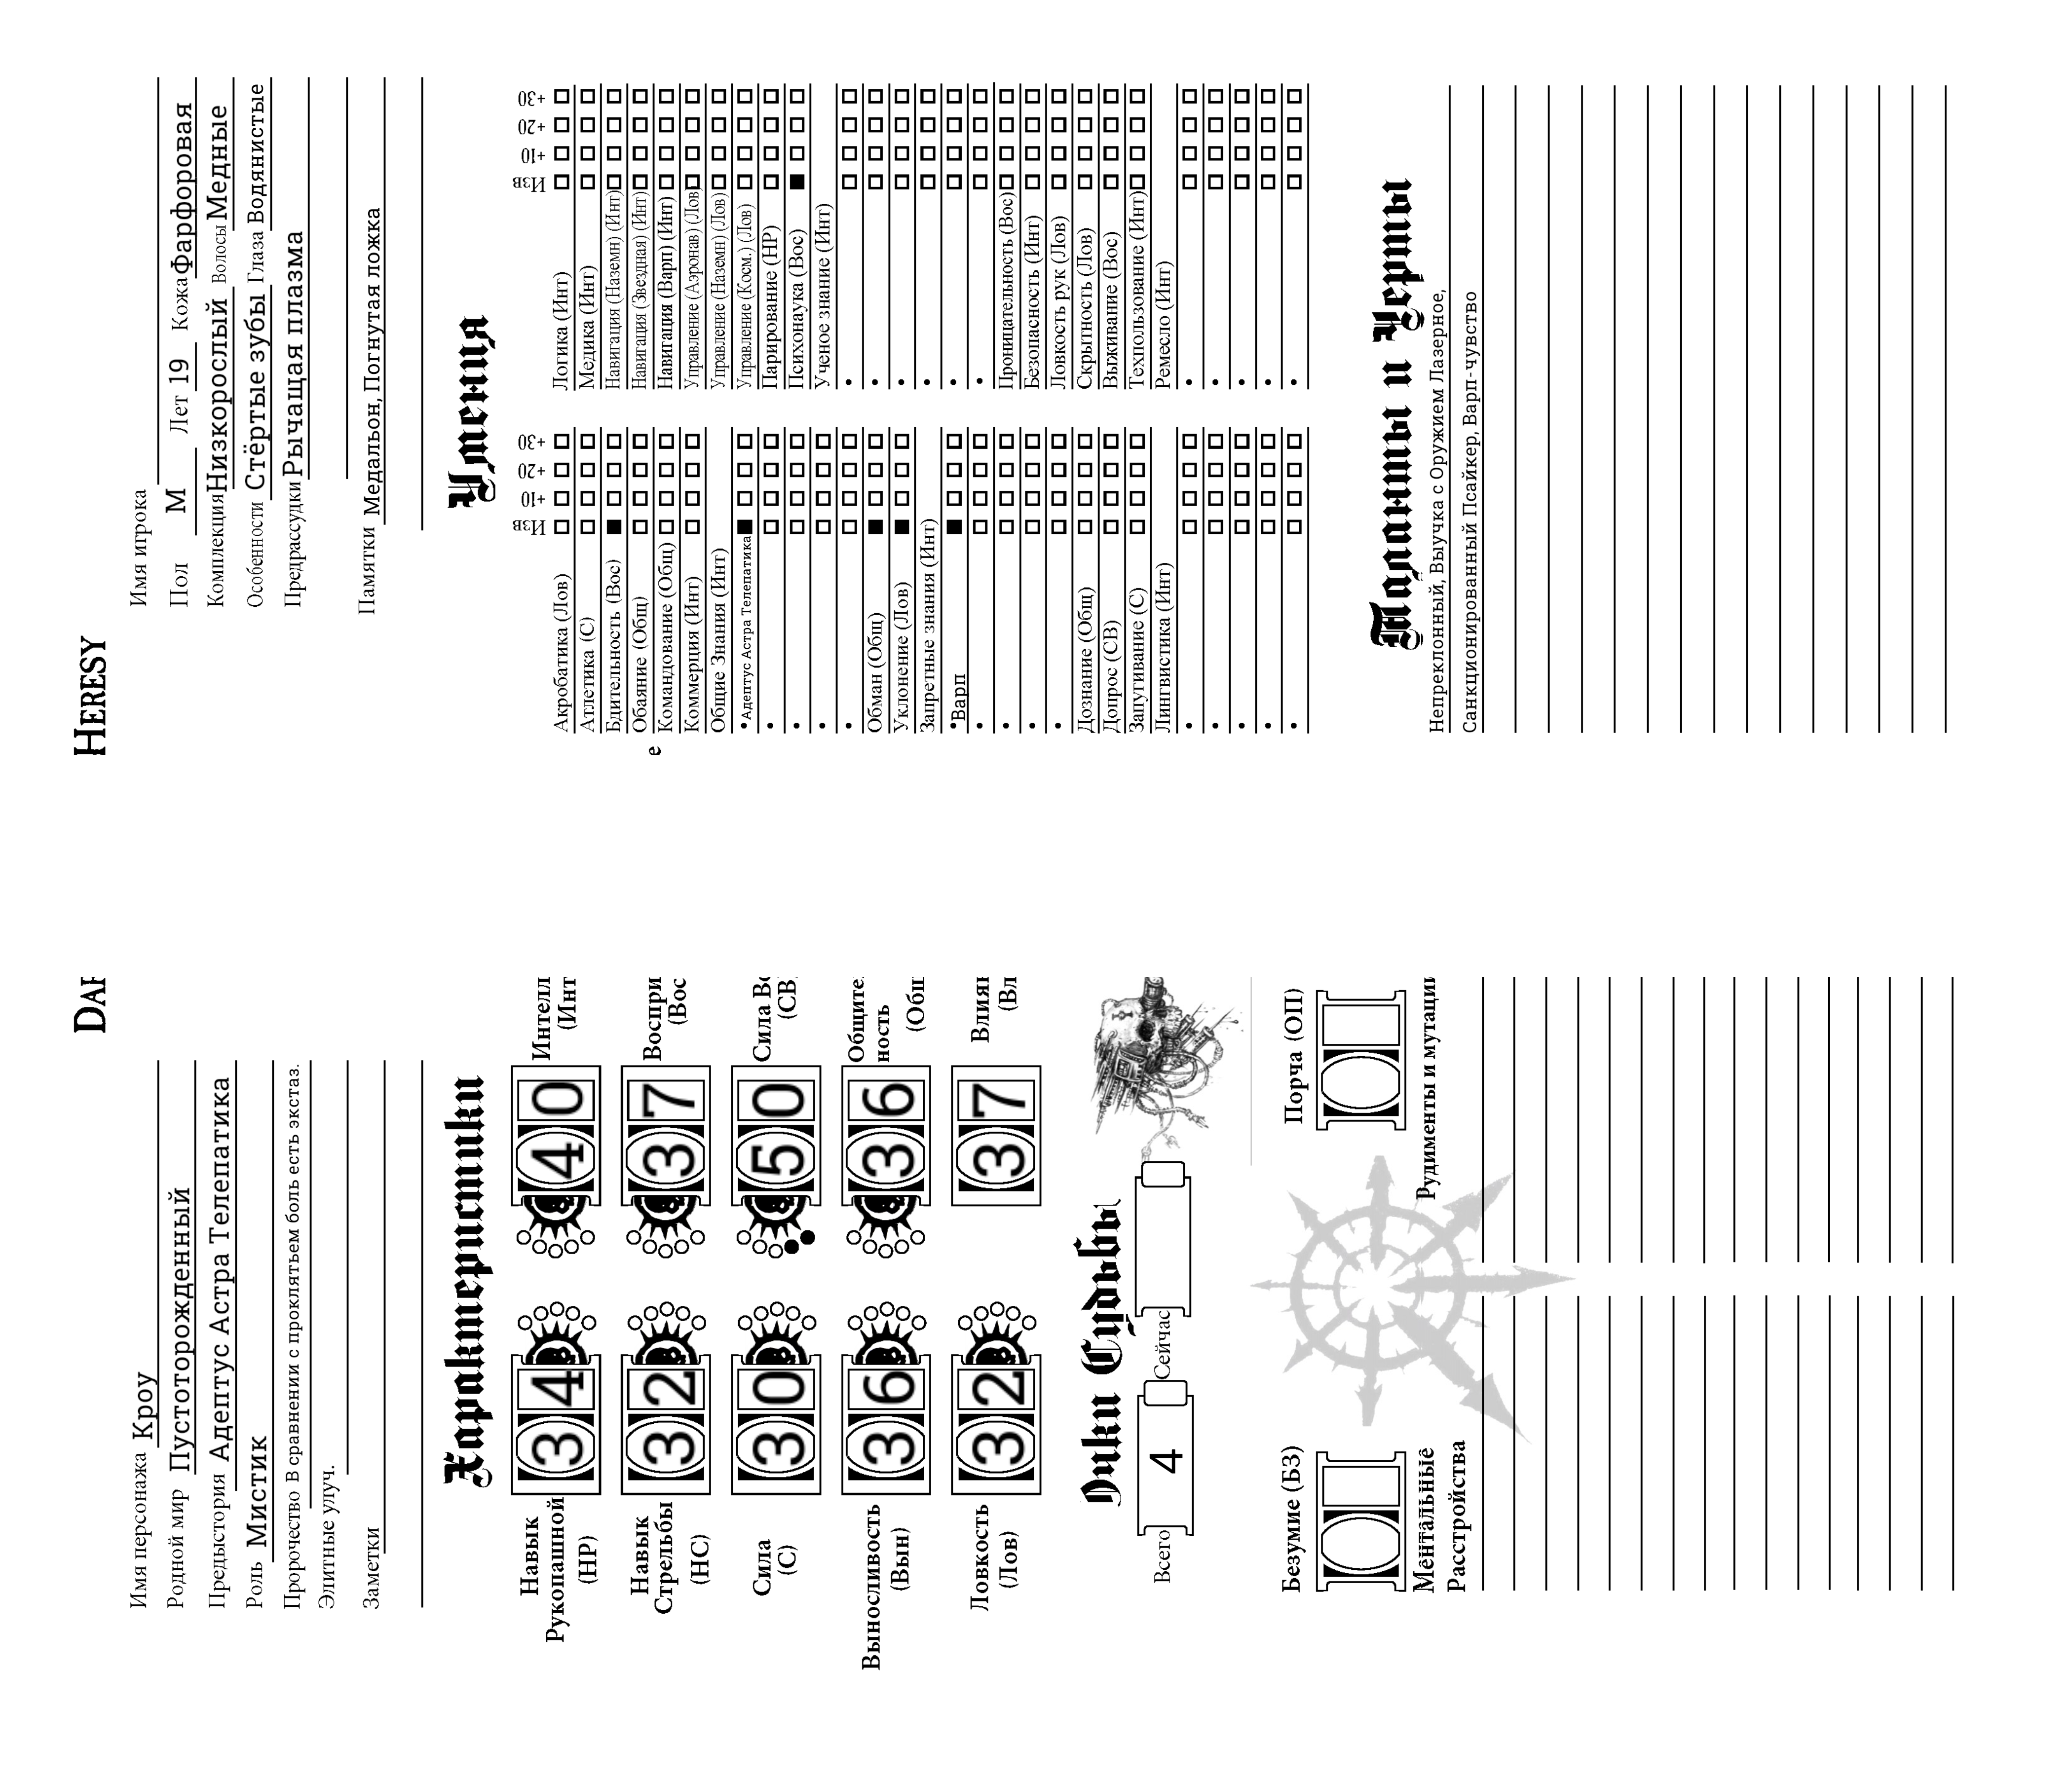 DAR
HERESY
Имя персонажа Кроу
Родной мир Пустоторожденный
Предыстория Адептус Астра Телепатика
Роль Мистик
Пророчество В сравнении с проклятьем боль есть экстаз.
Элитные улуч.
Заметки
Имя игрока
Пол М Лет 19 Кожа Фарфоровая
Комплекция Низкорослый Волосы Медные
Особенности Стёртые зубы Глаза Водянистые
Предрассудки Рычащая плазма
Памятки Медальон, Погнутая ложка
Характеристики
Навык Рукопашной (НР) 34
Интелл (Инт 40
Навык Стрельбы (НС) 32
Воспри (Вос 37
Сила (С) 30
Сила Во (СВ 50
Выносливость (Вын) 36
Общите. ность (Общ 36
Ловкость (Лов) 32
Влиян (Вл 37
Очки Судьбы
Всего 4 Сейчас
Безумие (БЗ) 0
Порча (ОП) 0
Ментальные
Расстройства
Рудименты и мутации
е
Умения
Изв +10 +20 +30
Акробатика (Лов)
Атлетика (С)
Бдительность (Вос)
Обаяние (Общ)
Командование (Общ)
Коммерция (Инт)
Общие Знания (Инт)
• Адептус Астра Телепатика
•
•
•
•
Обман (Общ)
Уклонение (Лов)
Запретные знания (Инт)
• Варп
•
•
•
•
Дознание (Общ)
Допрос (СВ)
Запугивание (С)
Лингвистика (Инт)
•
•
•
•
•
Изв +10 +20 +30
Логика (Инт)
Медика (Инт)
Навигация (Наземн) (Инт)
Навигация (Звездная) (Инт)
Навигация (Варп) (Инт)
Управление (Аэронав) (Лов)
Управление (Наземн) (Лов)
Управление (Косм.) (Лов)
Парирование (НР)
Психонаука (Вос)
Ученое знание (Инт)
•
•
•
•
•
•
Проницательность (Вос)
Безопасность (Инт)
Ловкость рук (Лов)
Скрытность (Лов)
Выживание (Вос)
Техпользование (Инт)
Ремесло (Инт)
•
•
•
•
•
Таланты и Черты
Непреклонный, Выучка с Оружием Лазерное,
Санкционированный Псайкер, Варп-чувство